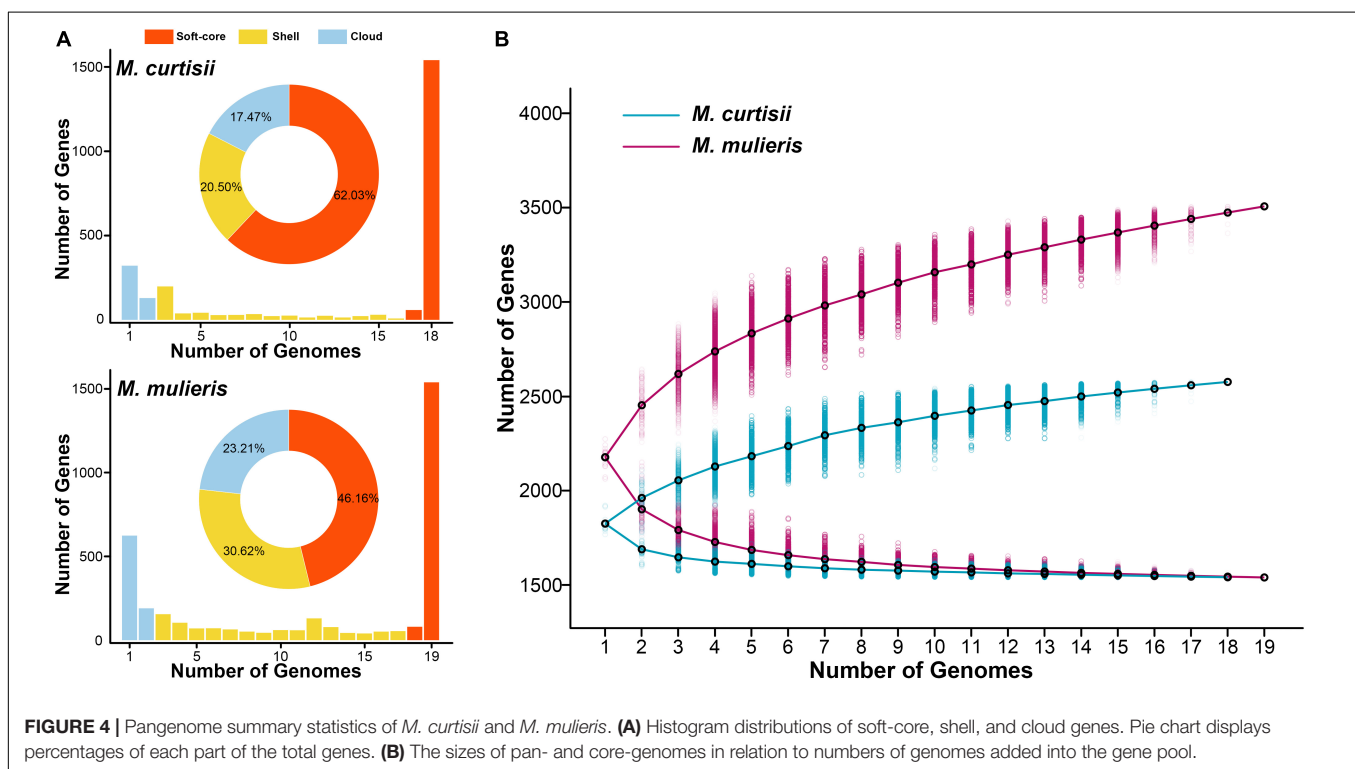 A
Soft-core Shell Cloud
M. curtisii
Number of Genes
1500
1000
500
0
17.47%
20.50%
62.03%
1 5 10 15 18
Number of Genomes
M. mulieris
Number of Genes
1500
1000
500
0
23.21%
46.16%
30.62%
1 5 10 15 19
Number of Genomes
B
M. curtisii
M. mulieris
Number of Genes
4000
3500
3000
2500
2000
1500
1 2 3 4 5 6 7 8 9 10 11 12 13 14 15 16 17 18 19
Number of Genomes
FIGURE 4 | Pangenome summary statistics of M. curtisii and M. mulieris. (A) Histogram distributions of soft-core, shell, and cloud genes. Pie chart displays
percentages of each part of the total genes. (B) The sizes of pan- and core-genomes in relation to numbers of genomes added into the gene pool.